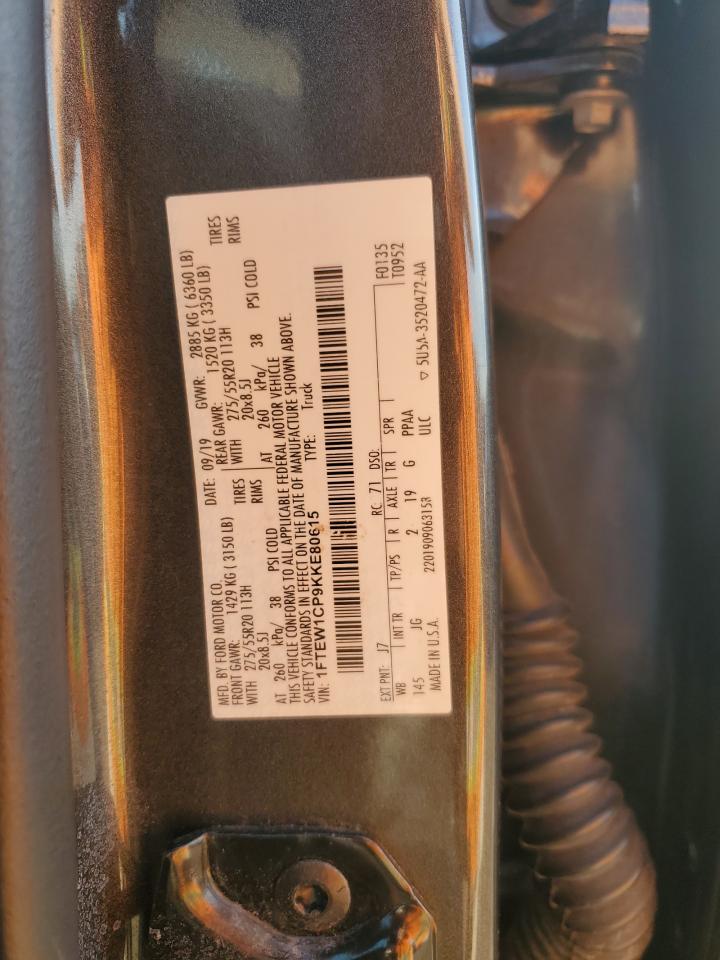 MFD. BY FORD MOTOR CO. DATE: 09/19 GVWR: 2885 KG ( 6360 LB)
FRONT GAWR: 1429 KG ( 3150 LB) REAR GAWR: 1520 KG ( 3350 LB)
WITH 275/55R20 113H TIRES WITH 275/55R20 113H TIRES
20x8.5J RIMS 20x8.5J RIMS
AT 260 kPa/ 38 PSI COLD AT 260 kPa/ 38 PSI COLD
THIS VEHICLE CONFORMS TO ALL APPLICABLE FEDERAL MOTOR VEHICLE
SAFETY STANDARDS IN EFFECT ON THE DATE OF MANUFACTURE SHOWN ABOVE.
VIN: 1FTEW1CP9KKE80615 TYPE: Truck
EXT PNT: J7 RC: 71 DSO: F0135
WB INT TR TP/PS R AXLE TR SPR T0952
145 JG 2 19 G PPAA
MADE IN U.S.A. 220190906315 ULC 5U5A-3520472-AA